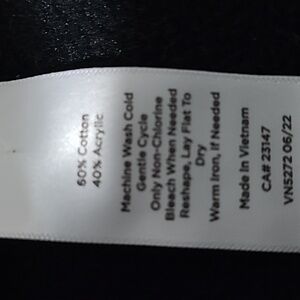 60% Cotton
40% Acrylic
Machine Wash Cold
Gentle Cycle
Only Non-Chlorine
Bleach When Needed
Reshape, Lay Flat To
Dry
Warm Iron, If Needed
Made In Vietnam
CA# 23147
VN5272 06/22